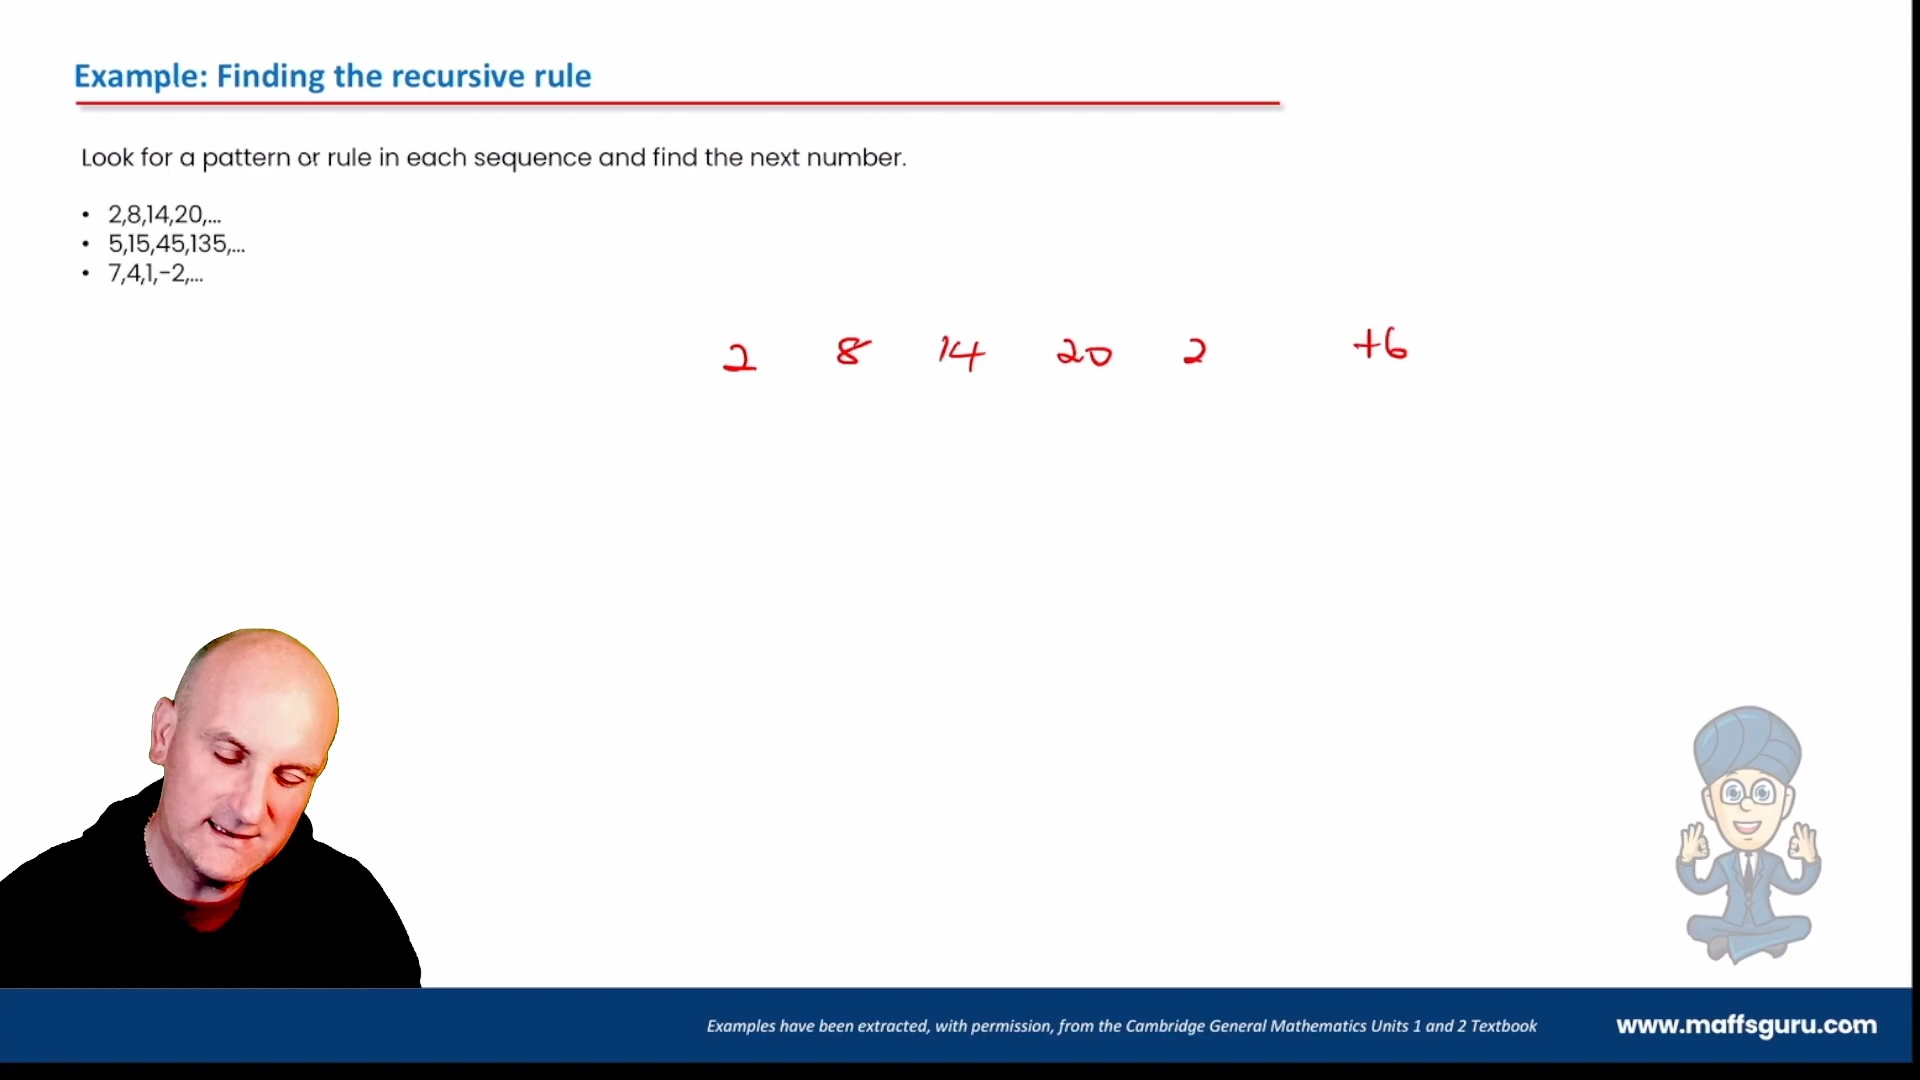 Example: Finding the recursive rule
Look for a pattern or rule in each sequence and find the next number.
• 2,8,14,20,...
• 5,15,45,135,...
• 7,4,1,−2,...
2 8 14 20 2 +6
Examples have been extracted, with permission, from the Cambridge General Mathematics Units 1 and 2 Textbook
www.maffsguru.com